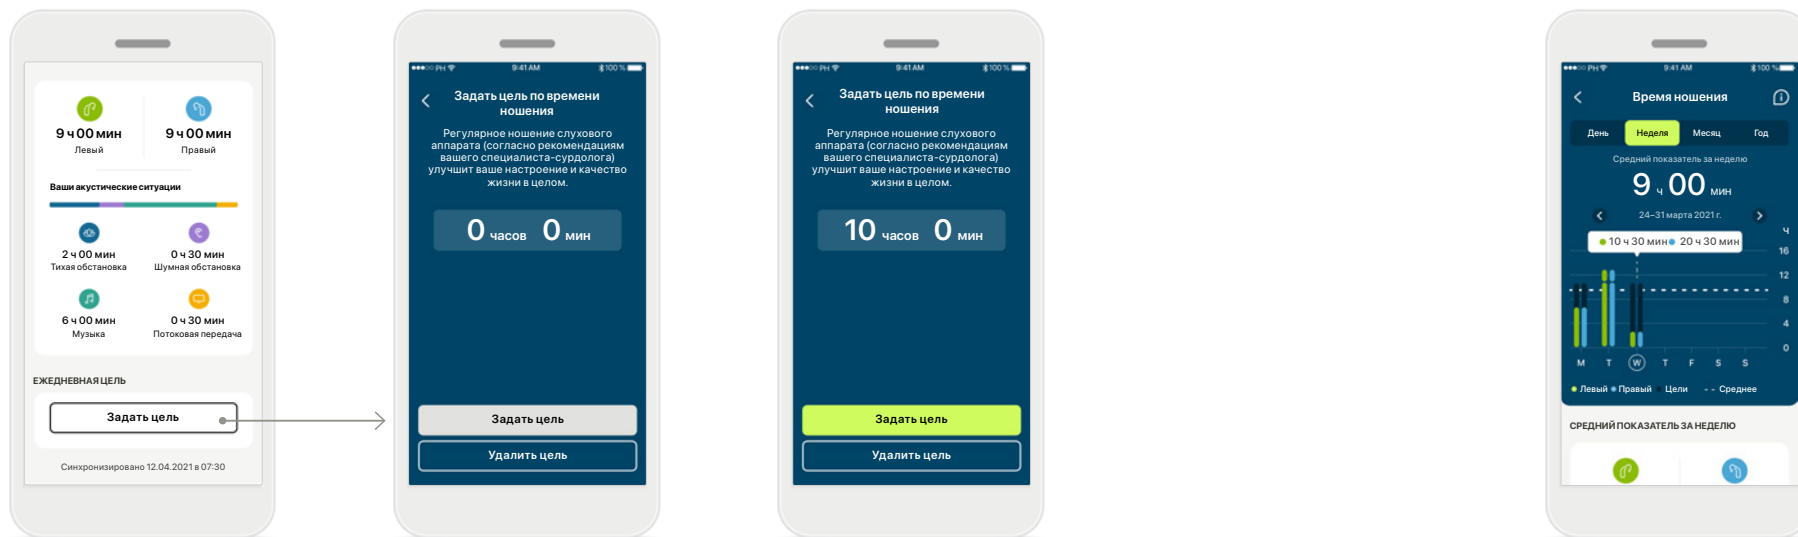 9 ч 00 мин
Левый
9 ч 00 мин
Правый
Ваши акустические ситуации
2 ч 00 мин
Тихая обстановка
0 ч 30 мин
Шумная обстановка
6 ч 00 мин
Музыка
0 ч 30 мин
Потоковая передача
ЕЖЕДНЕВНАЯ ЦЕЛЬ
Задать цель
Синхронизировано 12.04.2021 в 07:30
PH 9:41 AM 100 %
Задать цель по времени
ношения
Регулярное ношение слухового
аппарата (согласно рекомендациям
вашего специалиста-сурдолога)
улучшит ваше настроение и качество
жизни в целом.
0 часов 0 мин
Задать цель
Удалить цель
PH 9:41 AM 100 %
Задать цель по времени
ношения
Регулярное ношение слухового
аппарата (согласно рекомендациям
вашего специалиста-сурдолога)
улучшит ваше настроение и качество
жизни в целом.
10 часов 0 мин
Задать цель
Удалить цель
PH 9:41 AM 100 %
Время ношения
День Неделя Месяц Год
Средний показатель за неделю
9 ч 00 мин
24–31 марта 2021 г.
ч
10 ч 30 мин 20 ч 30 мин
16
12
8
4
0
M T W T F S S
Левый Правый Цели Среднее
СРЕДНИЙ ПОКАЗАТЕЛЬ ЗА НЕДЕЛЮ